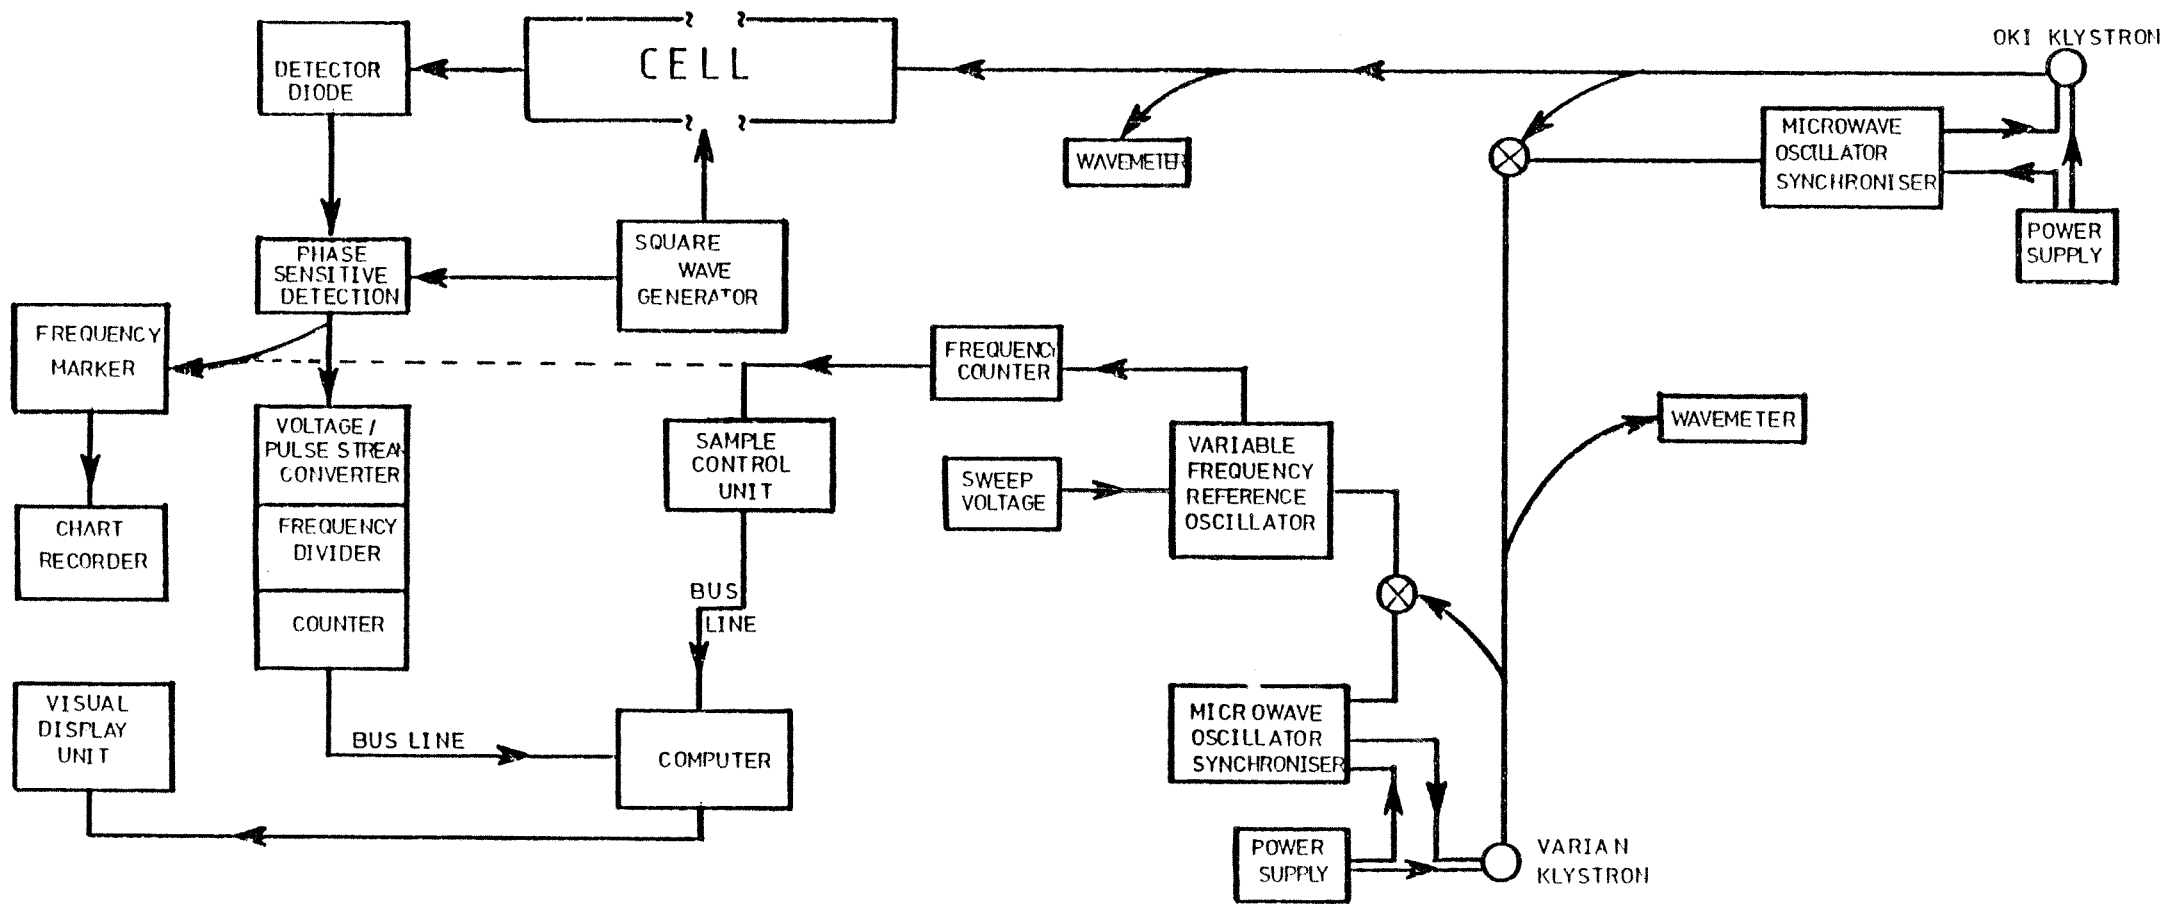 OKI KLYSTRON
CELL
DETECTOR
DIODE
WAVEMETER
MICROWAVE
OSCILLATOR
SYNCHRONISER
POWER
SUPPLY
PHASE
SENSITIVE
DETECTION
SQUARE
WAVE
GENERATOR
FREQUENCY
MARKER
FREQUENCY
COUNTER
WAVEMETER
VOLTAGE/
PULSE STREAM
CONVERTER
SAMPLE
CONTROL
UNIT
SWEEP
VOLTAGE
VARIABLE
FREQUENCY
REFERENCE
OSCILLATOR
CHART
RECORDER
FREQUENCY
DIVIDER
COUNTER
BUS
LINE
VISUAL
DISPLAY
UNIT
BUS LINE
COMPUTER
MICROWAVE
OSCILLATOR
SYNCHRONISER
POWER
SUPPLY
VARIAN
KLYSTRON